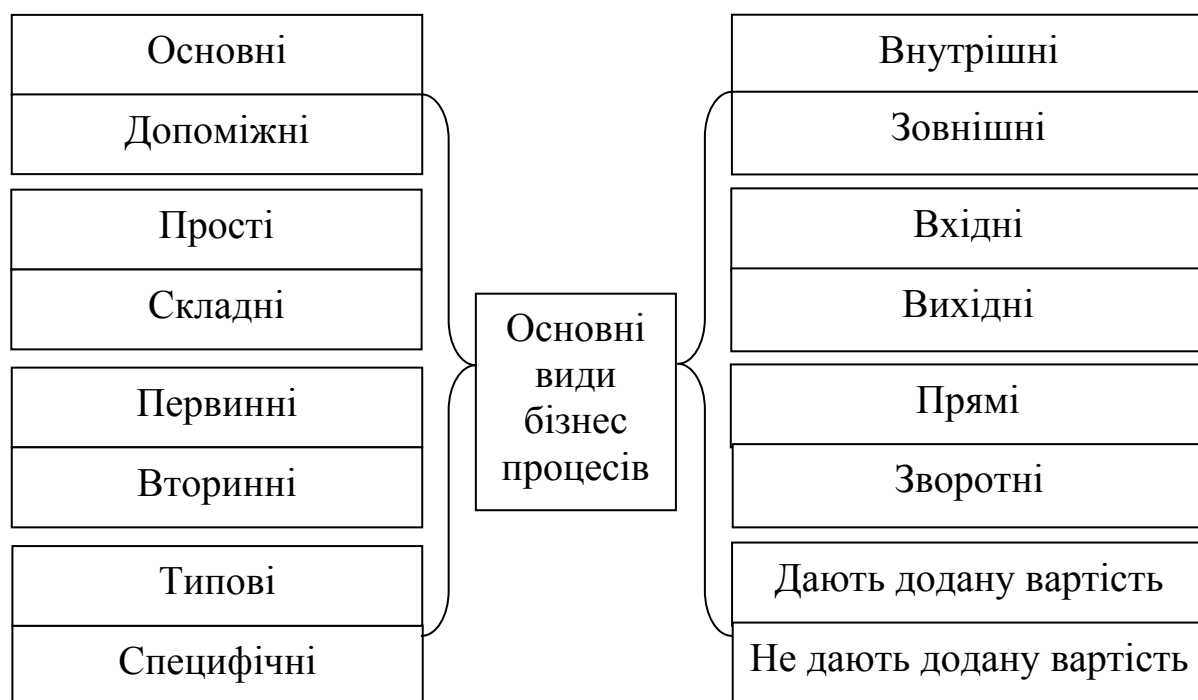 Основні
Допоміжні
Прості
Складні
Первинні
Вторинні
Типові
Специфічні
Основні
види
бізнес
процесів
Внутрішні
Зовнішні
Вхідні
Вихідні
Прямі
Зворотні
Дають додану вартість
Не дають додану вартість